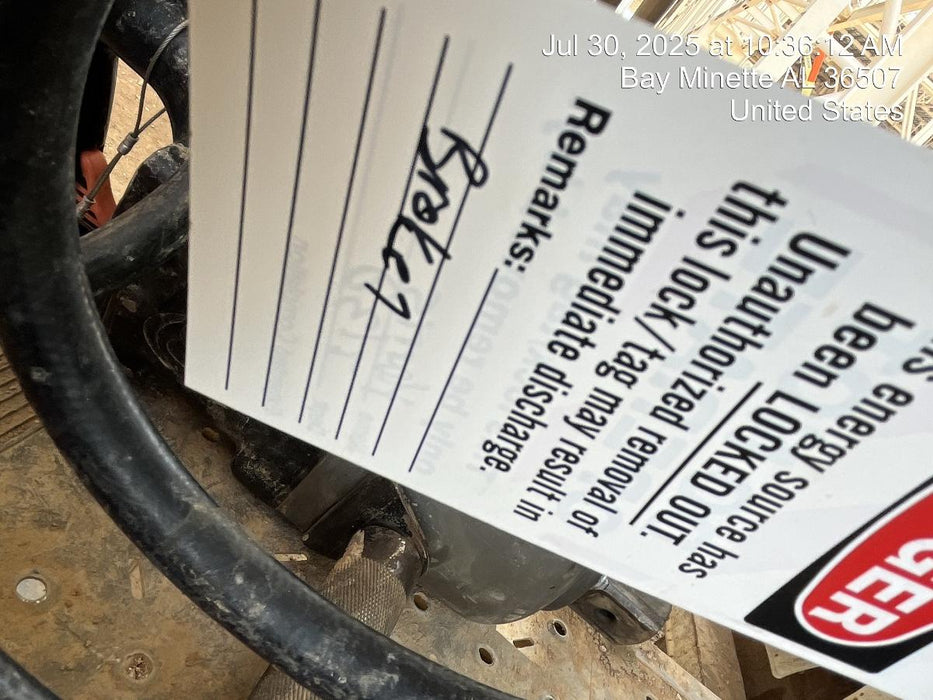 Jul 30, 2025 at 10:36:12 AM
Bay Minette AL 36507
United States
GER
energy source has
been LOCKED OUT.
Unauthorized removal of
this lock/tag may result in
immediate discharge.
Remarks: